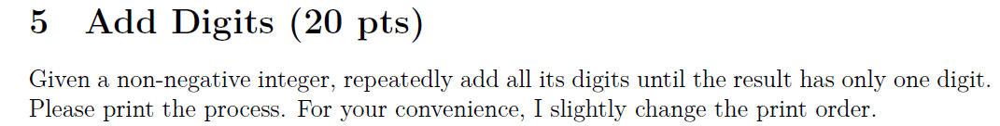 5 Add Digits (20 pts)
Given a non-negative integer, repeatedly add all its digits until the result has only one digit.
Please print the process. For your convenience, I slightly change the print order.